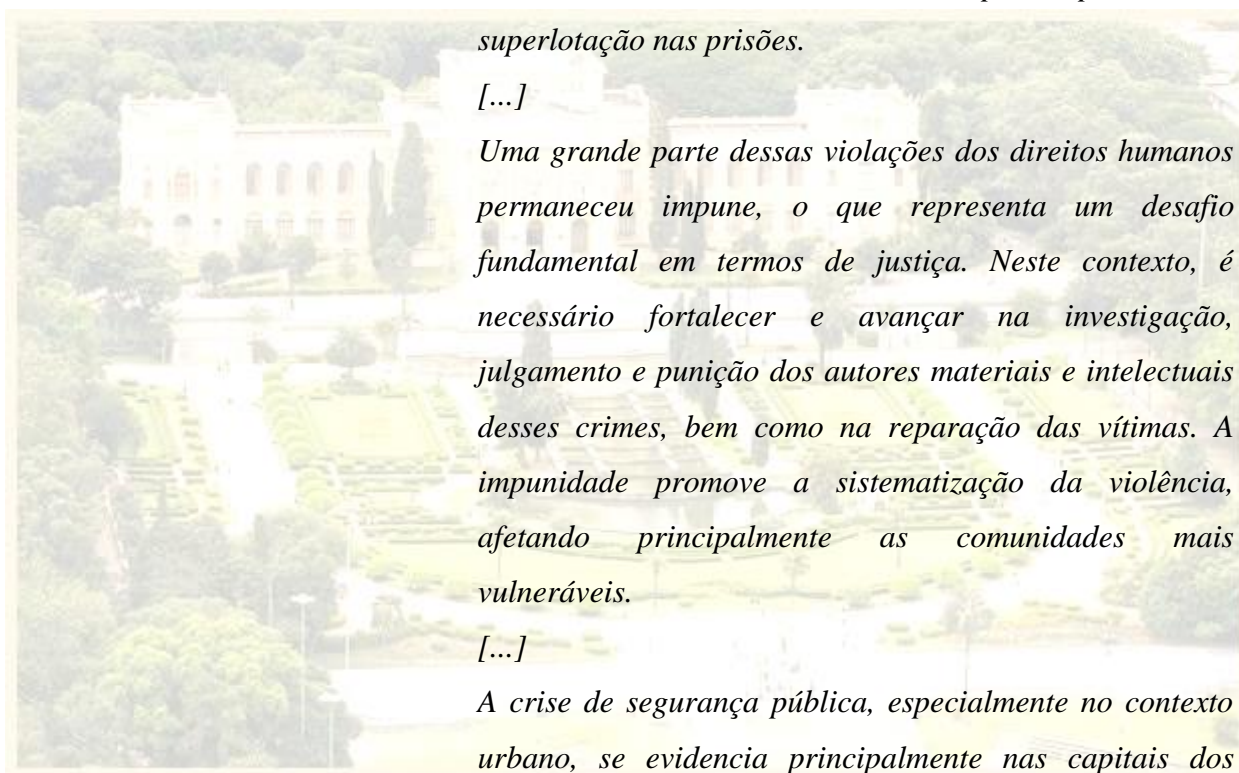 superlotação nas prisões.
[...]
Uma grande parte dessas violações dos direitos humanos
permaneceu impune, o que representa um desafio
fundamental em termos de justiça. Neste contexto, é
necessário fortalecer e avançar na investigação,
julgamento e punição dos autores materiais e intelectuais
desses crimes, bem como na reparação das vítimas. A
impunidade promove a sistematização da violência,
afetando principalmente as comunidades mais
vulneráveis.
[...]
A crise de segurança pública, especialmente no contexto
urbano, se evidencia principalmente nas capitais dos